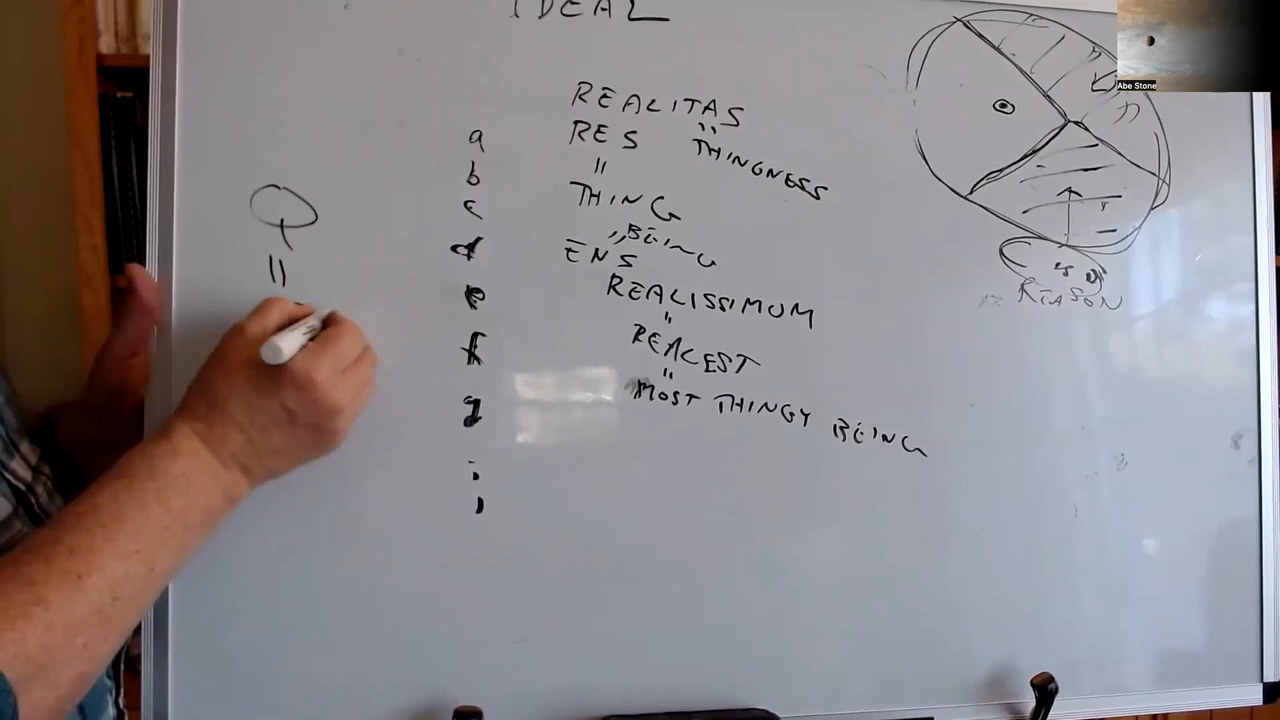 IDEAL
REALITAS
"
RES THINGNESS
"
THING
" BEING
ENS
REALISSIMUM
"
REALEST
"
MOST THINGY BEING
a
b
c
d
e
f
g
i
REASON
Abe Stone